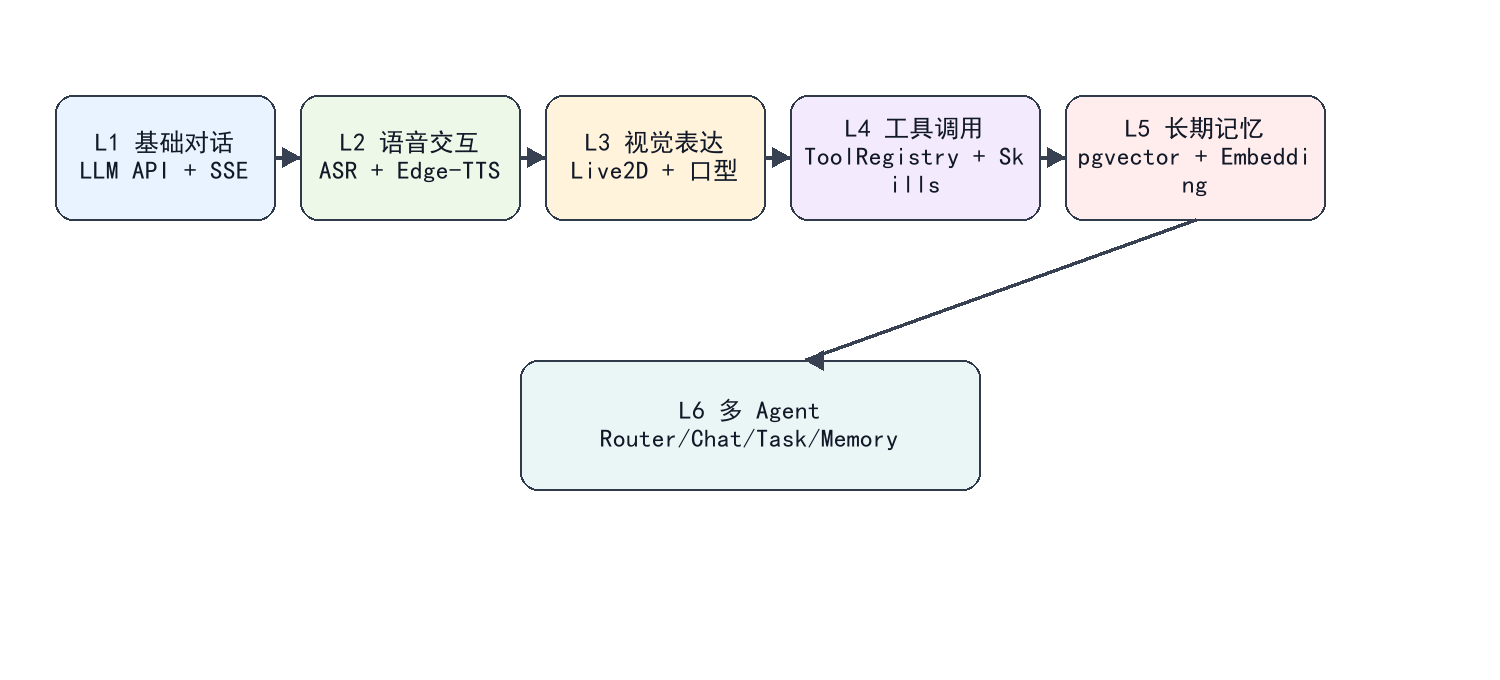 L1 基础对话
LLM API + SSE
L2 语音交互
ASR + Edge-TTS
L3 视觉表达
Live2D + 口型
L4 工具调用
ToolRegistry + Sk
ills
L5 长期记忆
pgvector + Embeddi
ng
L6 多 Agent
Router/Chat/Task/Memory